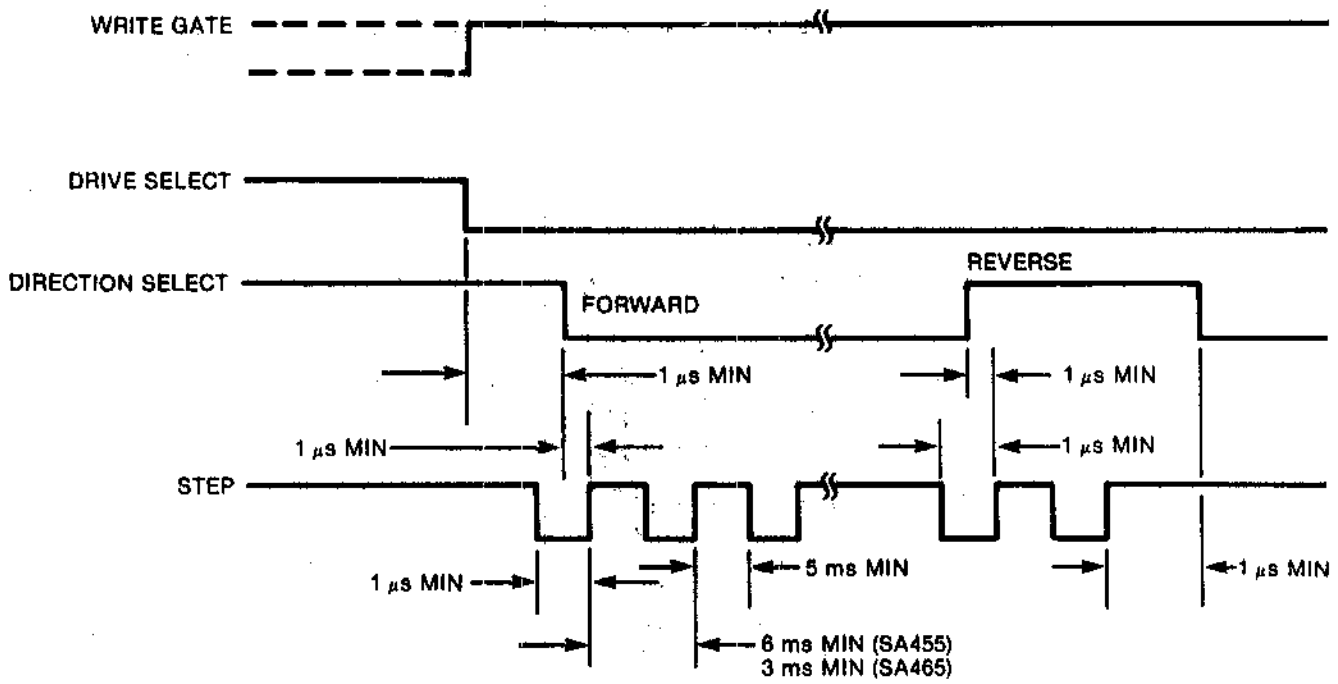 WRITE GATE
DRIVE SELECT
DIRECTION SELECT
FORWARD
REVERSE
1 μs MIN
1 μs MIN
1 μs MIN
1 μs MIN
STEP
1 μs MIN
5 ms MIN
1 μs MIN
6 ms MIN (SA455)
3 ms MIN (SA465)